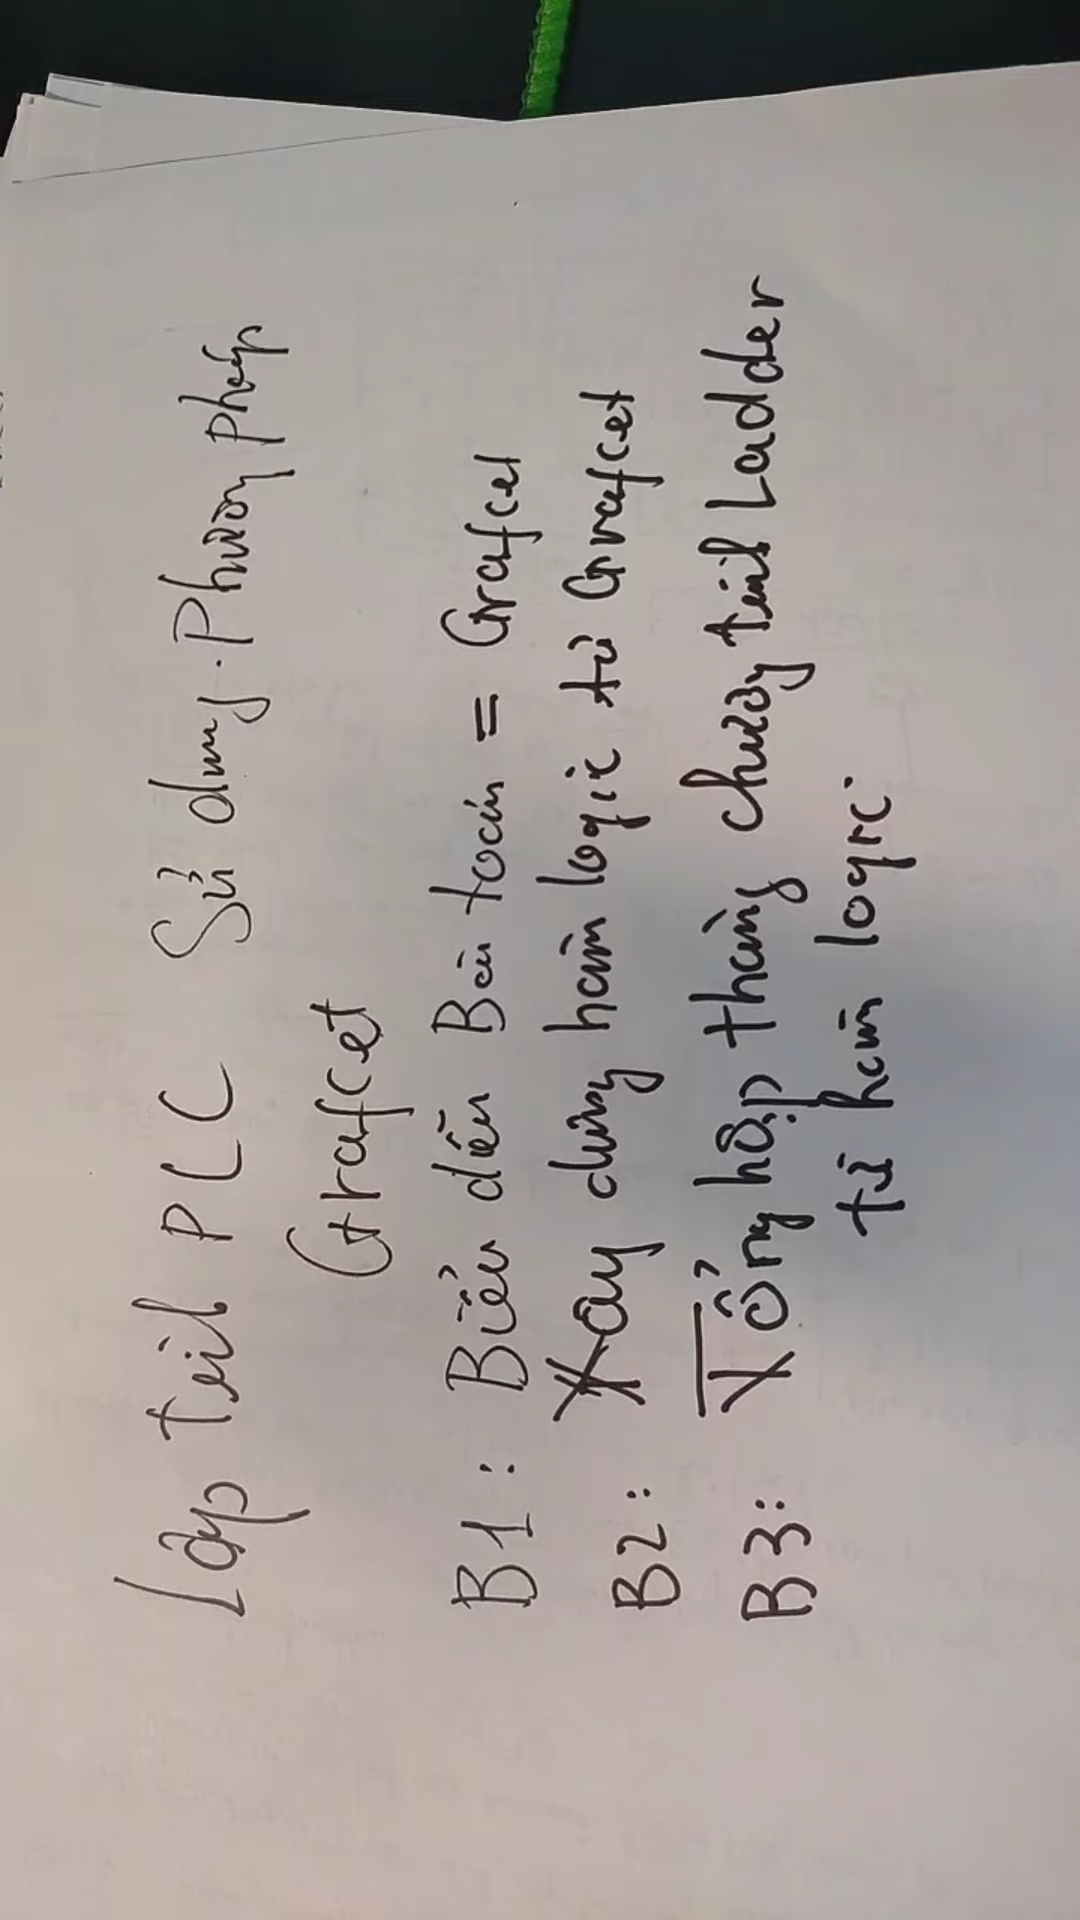 Lập trình PLC Sử dụng Phương pháp
Grafcet
B1: Biểu diễn Bài toán = Grafcet
B2: Xây dựng hàm logic từ Grafcet
B3: Tổng hợp thành chương trình Ladder
từ hàm logic